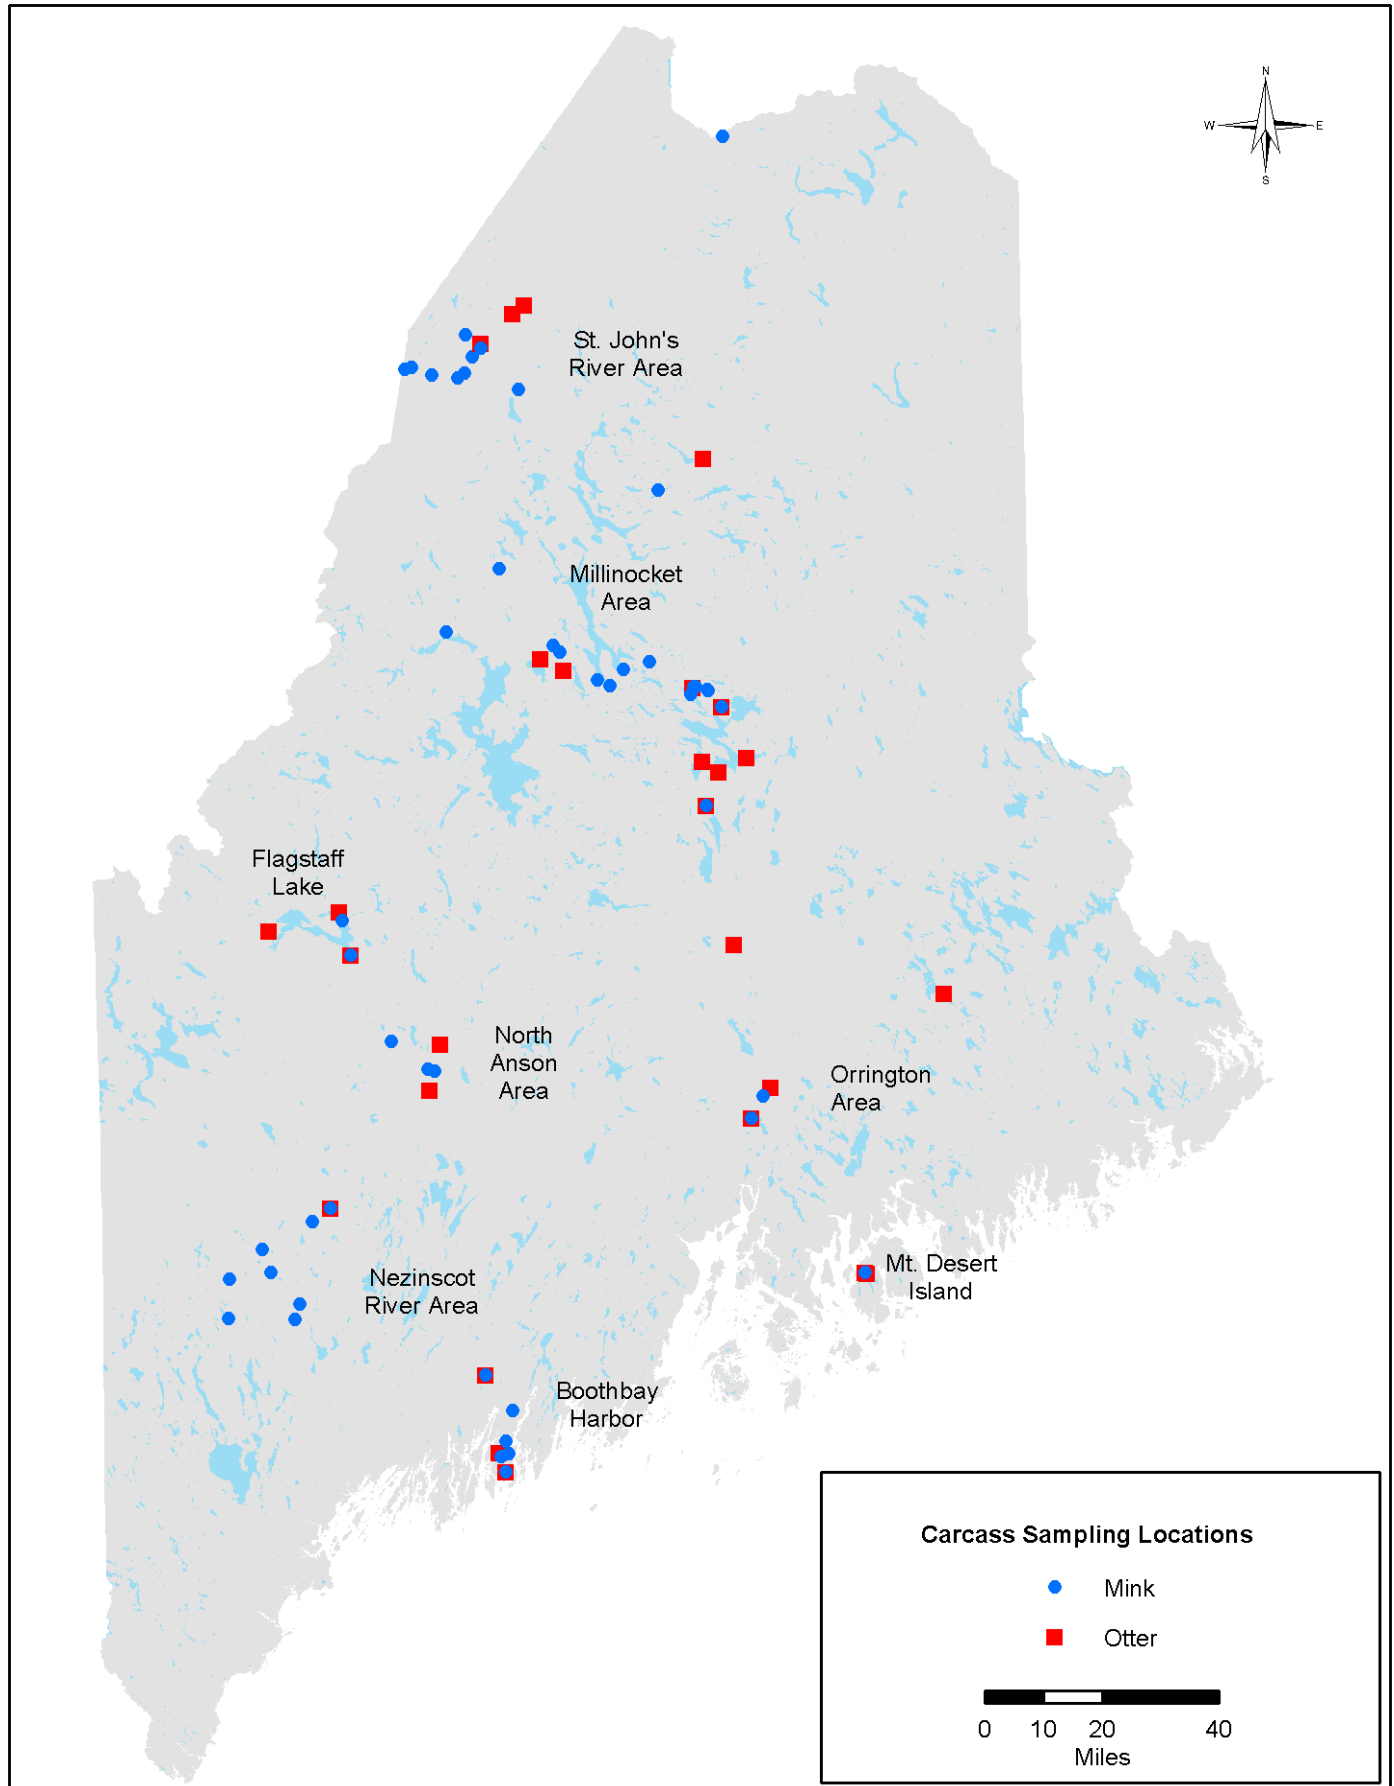 N
W E
S
St. John's
River Area
Millinocket
Area
Flagstaff
Lake
North
Anson
Area
Orrington
Area
Mt. Desert
Island
Nezinscot
River Area
Boothbay
Harbor
Carcass Sampling Locations
Mink
Otter
0 10 20 40
Miles